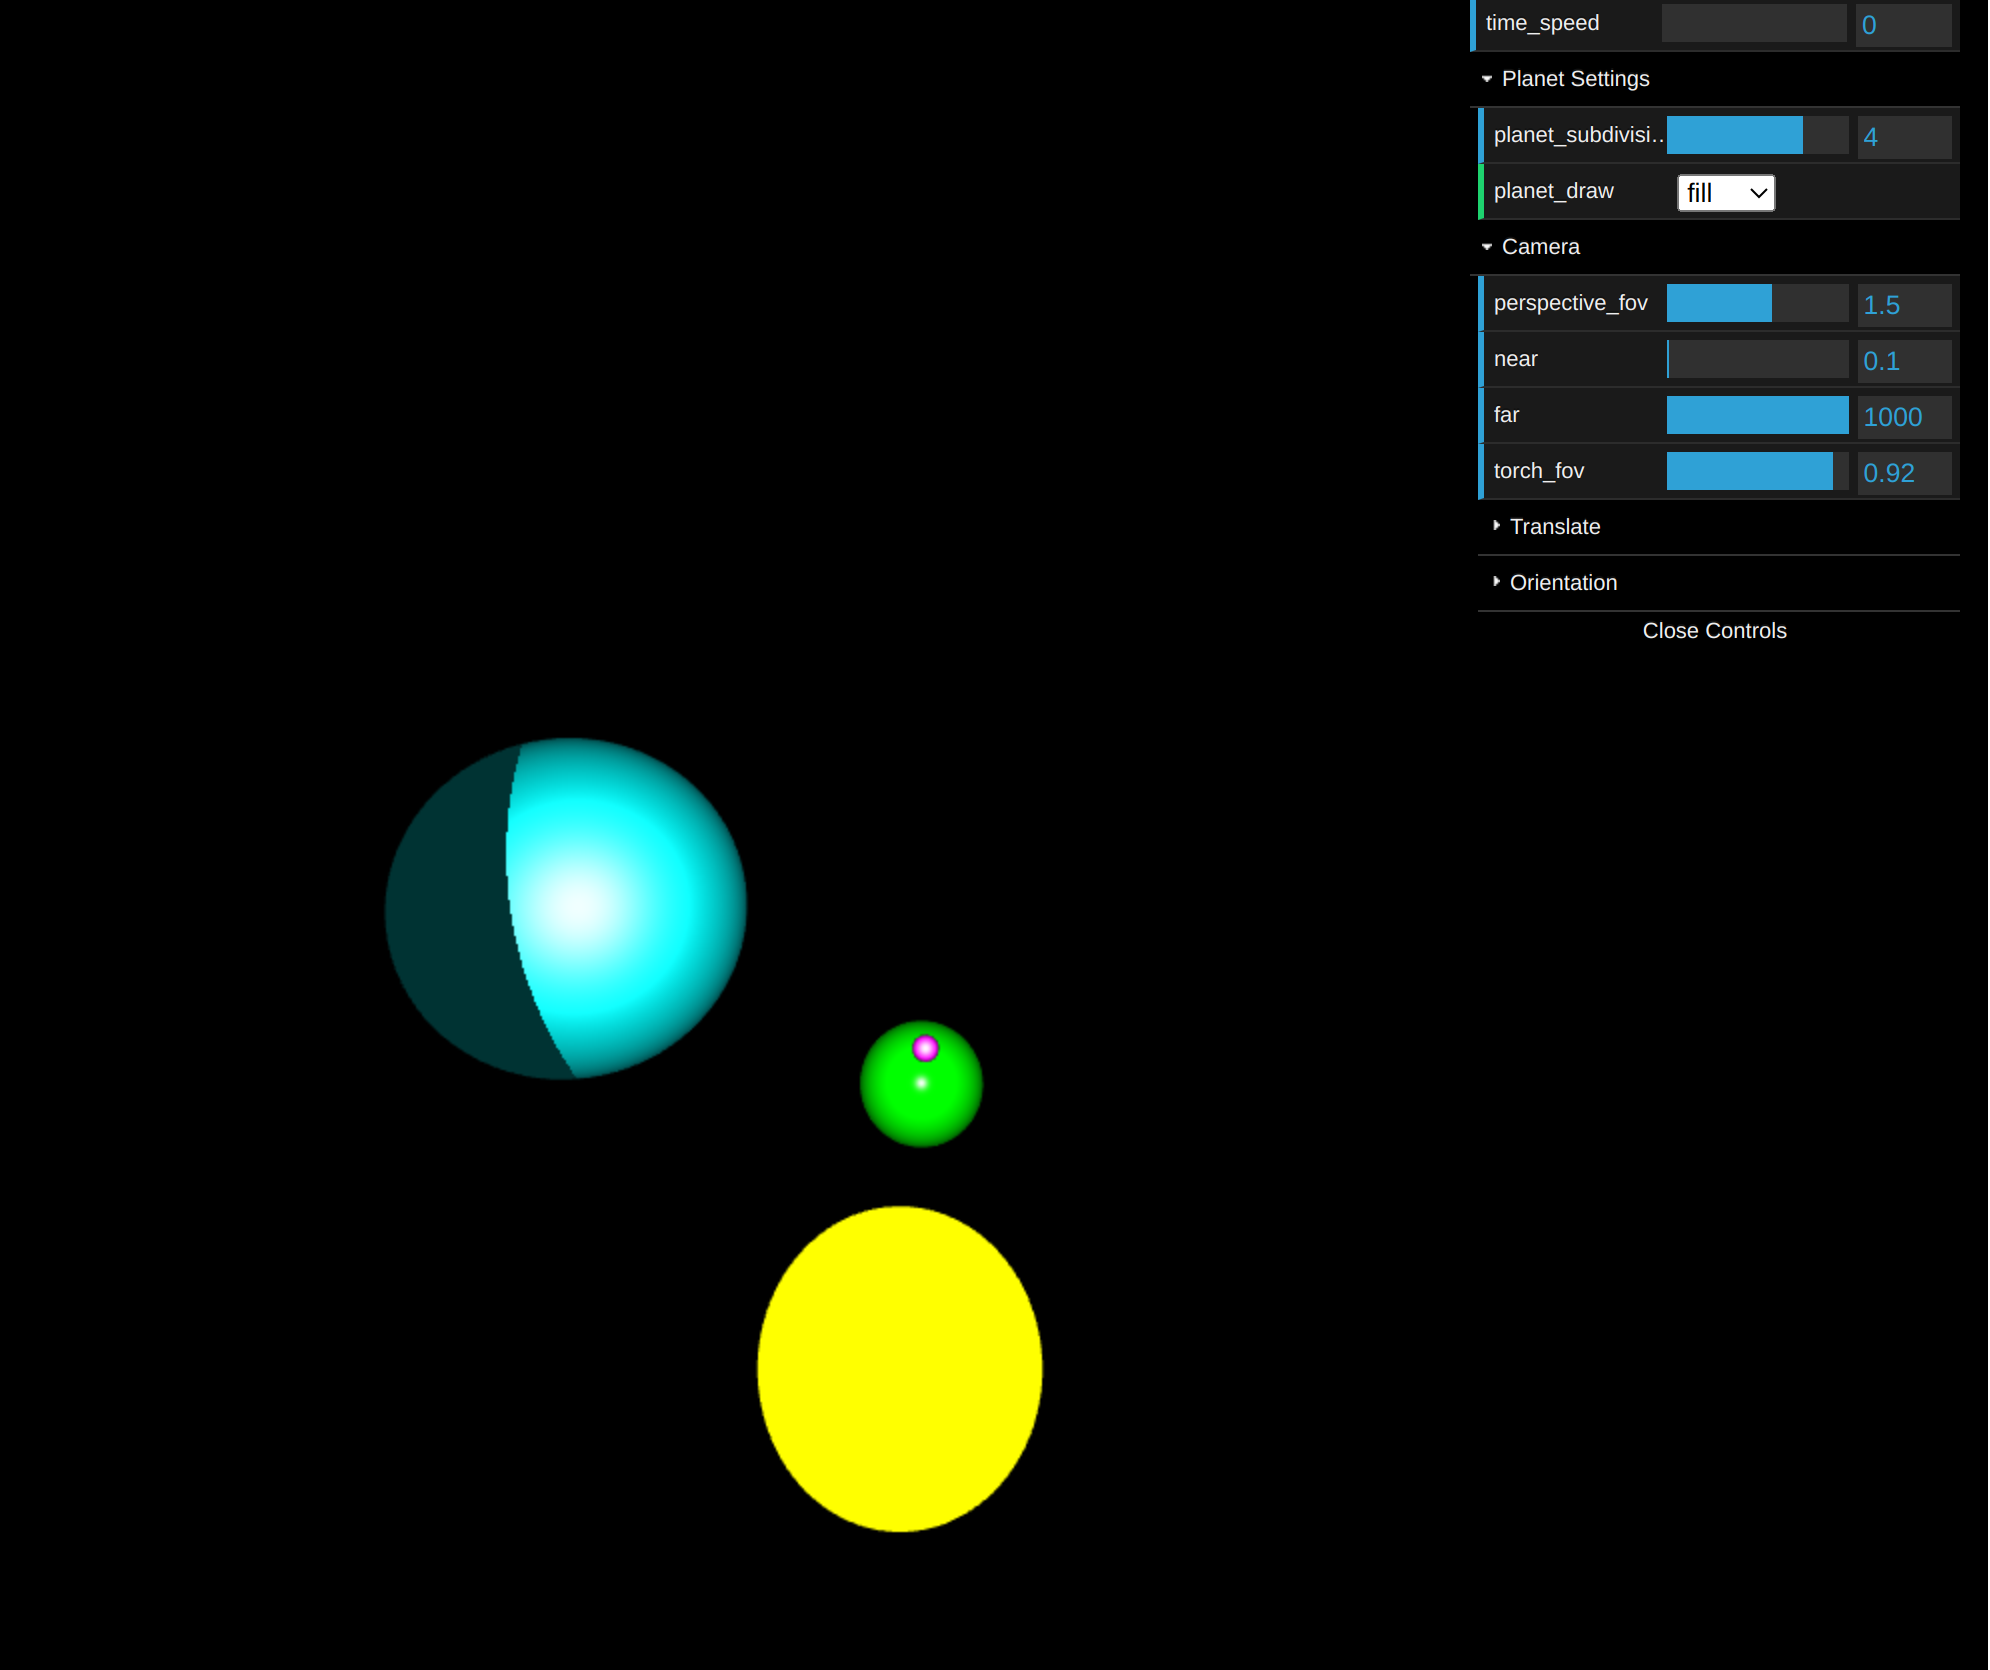 time_speed 0
Planet Settings
planet_subdivisi.. 4
planet_draw fill
Camera
perspective_fov 1.5
near 0.1
far 1000
torch_fov 0.92
Translate
Orientation
Close Controls